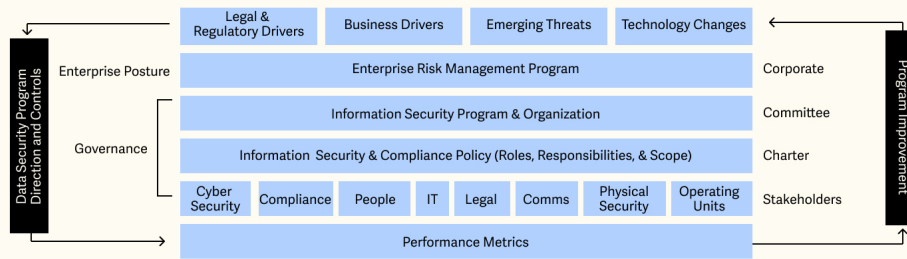 Legal &
Regulatory Drivers
Business Drivers
Emerging Threats
Technology Changes
Data Security Program
Direction and Controls
Program Improvement
Enterprise Posture
Enterprise Risk Management Program
Corporate
Information Security Program & Organization
Committee
Governance
Information Security & Compliance Policy (Roles, Responsibilities, & Scope)
Charter
Cyber
Security
Compliance
People
IT
Legal
Comms
Physical
Security
Operating
Units
Stakeholders
Performance Metrics